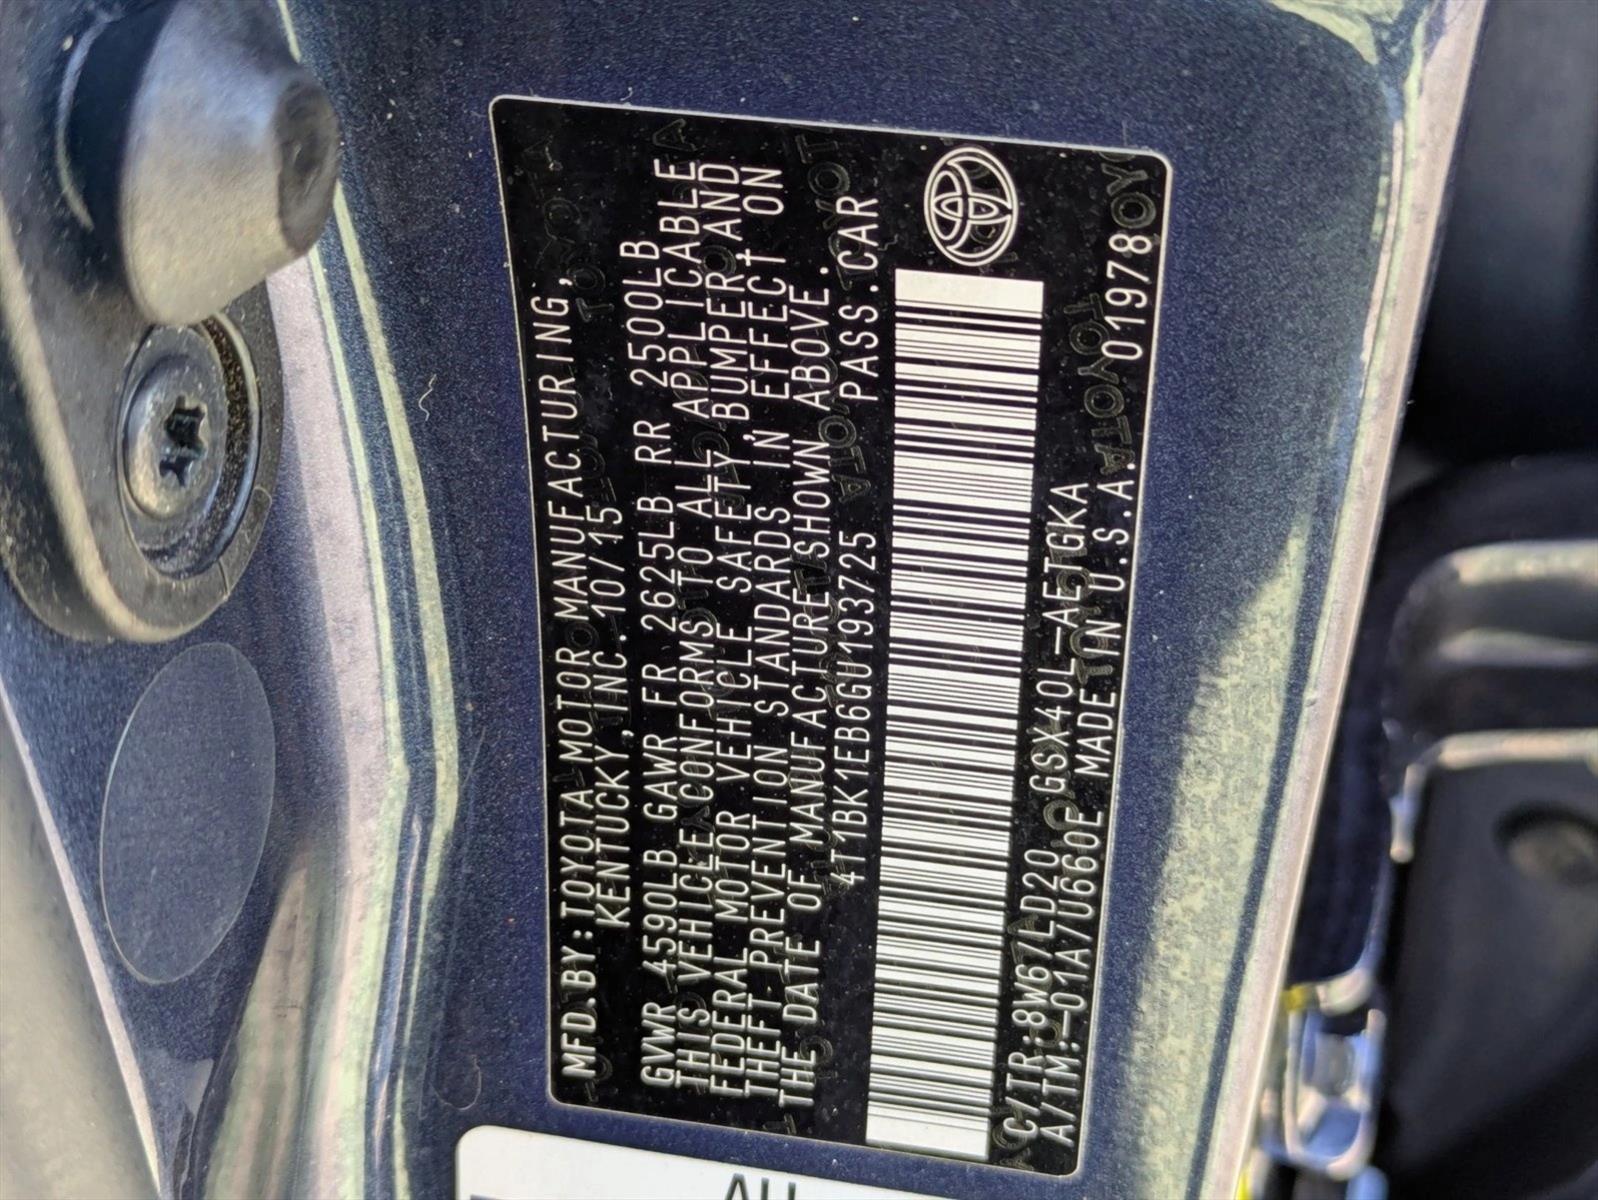 MFD.BY:TOYOTA MOTOR MANUFACTURING,
KENTUCKY,INC.10/15
GVWR 4590LB GAWR FR 2625LB RR 2500LB
THIS VEHICLE CONFORMS TO ALL APPLICABLE
FEDERAL MOTOR VEHICLE SAFETY,BUMPER AND
THEFT PREVENTION STANDARDS IN EFFECT ON
THE DATE OF MANUFACTURE SHOWN ABOVE.
4T1BK1EB6GU193725 PASS.CAR
C/TR:8W67LD20 GSX40L-AETGKA
A/TM:-01A/U660E MADE IN U.S.A. 01978